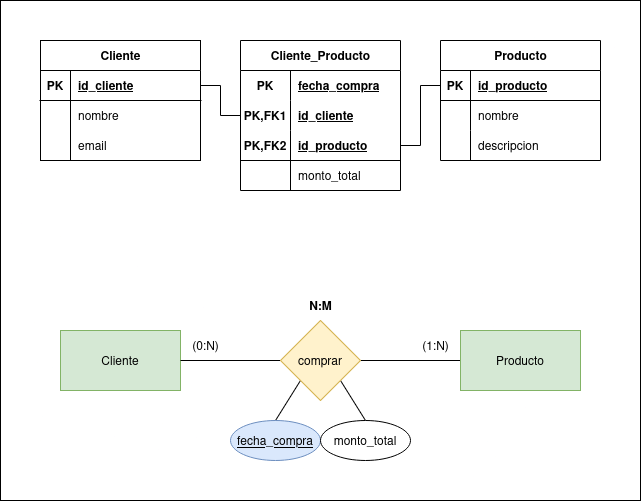 Cliente
PK id_cliente
nombre
email
Cliente_Producto
PK fecha_compra
PK,FK1 id_cliente
PK,FK2 id_producto
monto_total
Producto
PK id_producto
nombre
descripcion
N:M
Cliente
(0:N)
comprar
(1:N)
Producto
fecha_compra
monto_total